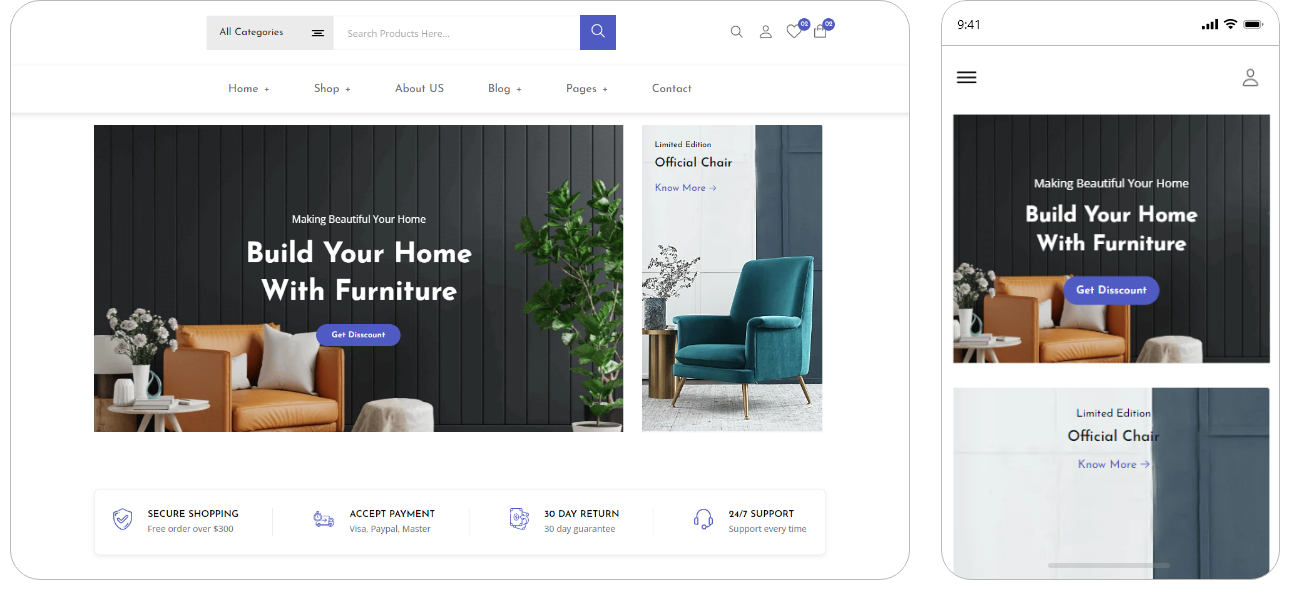 All Categories
Search Products Here...
02
02
Home +
Shop +
About US
Blog +
Pages +
Contact
Making Beautiful Your Home
Build Your Home
With Furniture
Get Disscount
Limited Edition
Official Chair
Know More →
SECURE SHOPPING
Free order over $300
ACCEPT PAYMENT
Visa, Paypal, Master
30 DAY RETURN
30 day guarantee
24/7 SUPPORT
Support every time
9:41
Making Beautiful Your Home
Build Your Home
With Furniture
Get Disscount
Limited Edition
Official Chair
Know More →